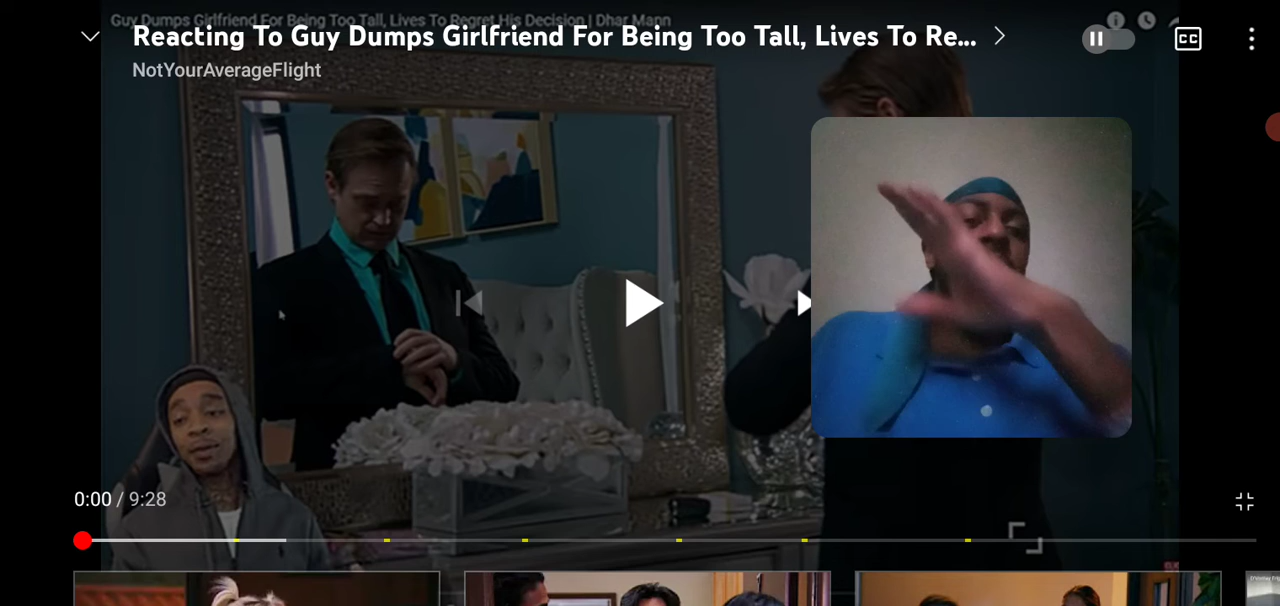 Guy Dumps Girlfriend For Being Too Tall, Lives To Regret His Decision | Dhar Mann
Reacting To Guy Dumps Girlfriend For Being Too Tall, Lives To Re...
NotYourAverageFlight
CC
0:00 / 9:28